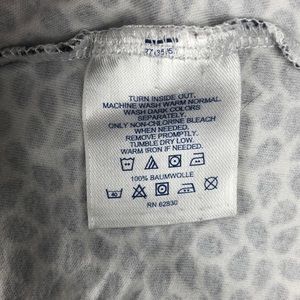 TURN INSIDE OUT.
MACHINE WASH WARM NORMAL.
WASH DARK COLORS
SEPARATELY.
ONLY NON-CHLORINE BLEACH
WHEN NEEDED.
REMOVE PROMPTLY.
TUMBLE DRY LOW.
WARM IRON IF NEEDED.
100% BAUMWOLLE
40
RN 62830